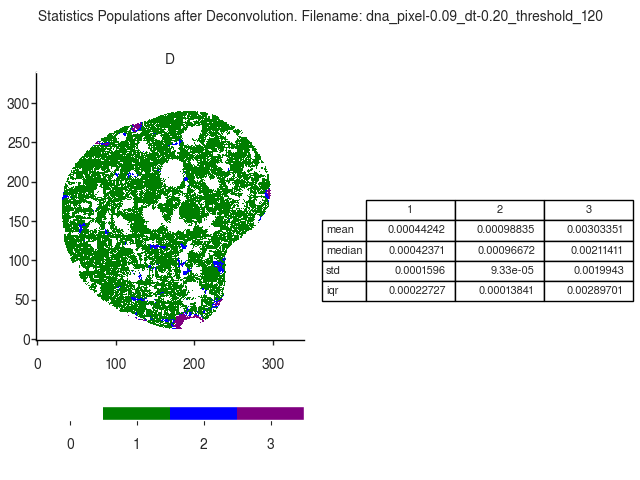 Statistics Populations after Deconvolution. Filename: dna_pixel-0.09_dt-0.20_threshold_120
D
300
250
200
150
100
50
0
0 100 200 300
1 2 3
mean 0.00044242 0.00098835 0.00303351
median 0.00042371 0.00096672 0.00211411
std 0.0001596 9.33e-05 0.0019943
iqr 0.00022727 0.00013841 0.00289701
0 1 2 3